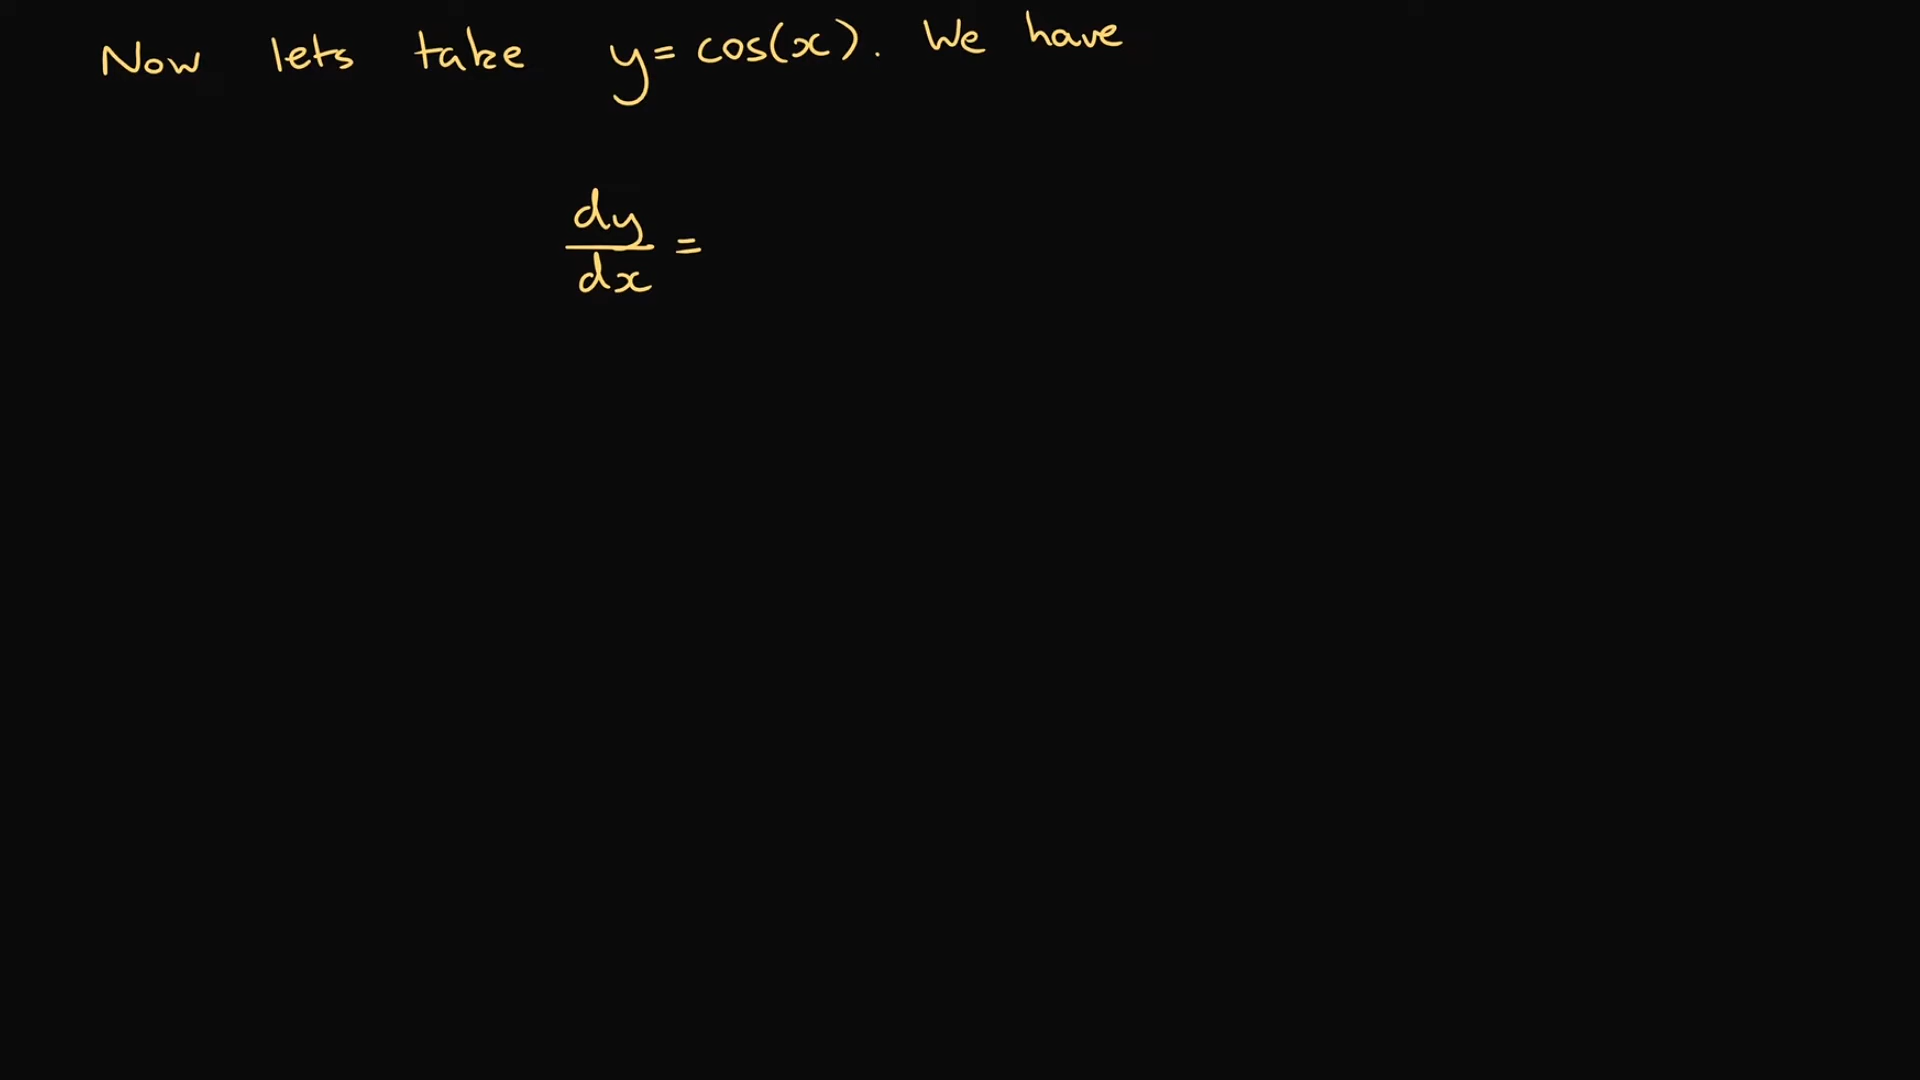 Now lets take y = cos(x). We have
dy/dx =